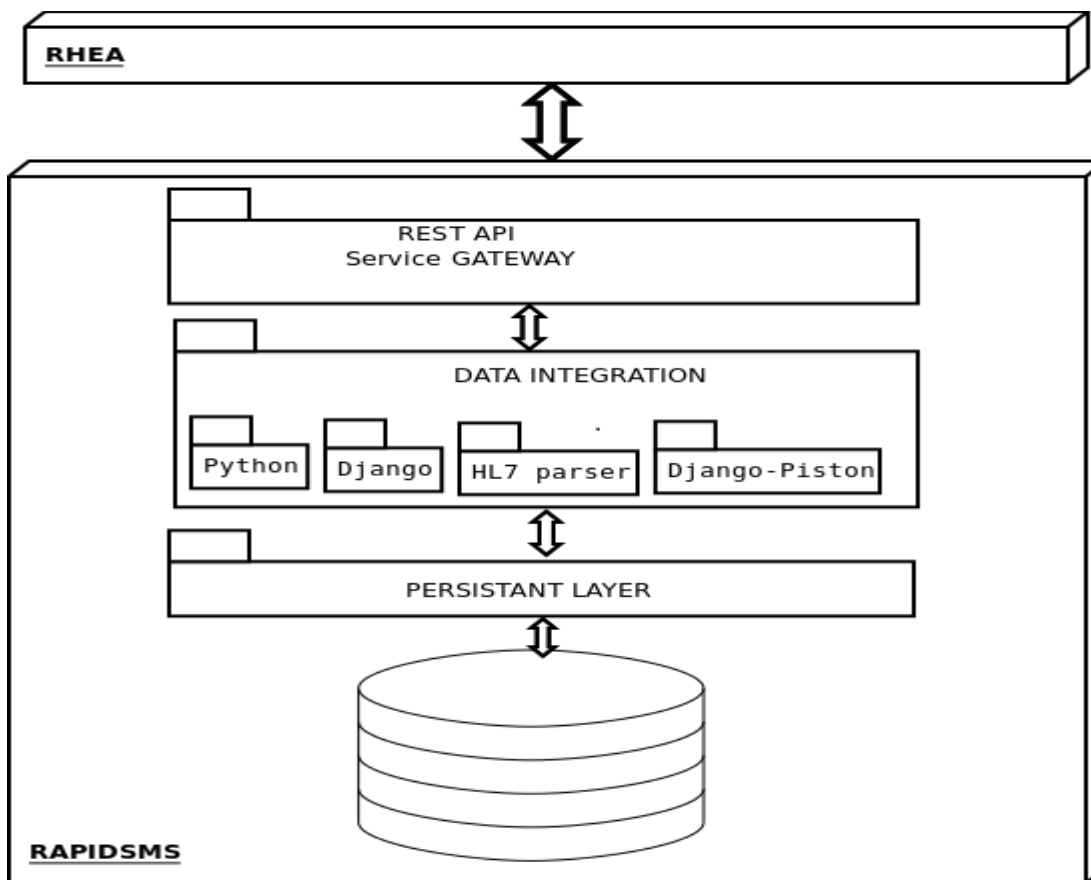 RHEA
REST API
Service GATEWAY
DATA INTEGRATION
Python
Django
HL7 parser
Django-Piston
PERSISTANT LAYER
RAPIDSMS